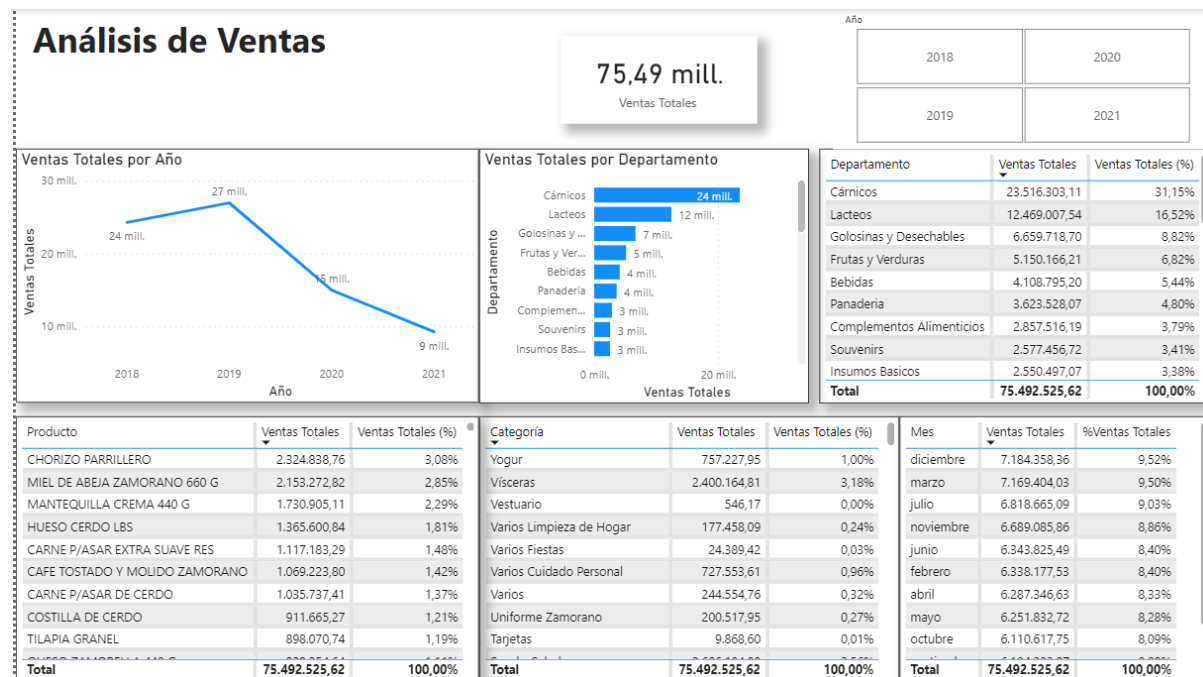 Análisis de Ventas
75,49 mill.
Ventas Totales
Año
2018
2020
2019
2021
Ventas Totales por Año
30 mill.
20 mill.
10 mill.
Ventas Totales
24 mill.
27 mill.
15 mill.
9 mill.
2018 2019 2020 2021
Año
Ventas Totales por Departamento
Departamento
Cárnicos 24 mill.
Lacteos 12 mill.
Golosinas y ... 7 mill.
Frutas y Ver... 5 mill.
Bebidas 4 mill.
Panaderia 4 mill.
Complemen... 3 mill.
Souvenirs 3 mill.
Insumos Bas... 3 mill.
0 mill. 20 mill.
Ventas Totales
Departamento Ventas Totales Ventas Totales (%)
Cárnicos 23.516.303,11 31,15%
Lacteos 12.469.007,54 16,52%
Golosinas y Desechables 6.659.718,70 8,82%
Frutas y Verduras 5.150.166,21 6,82%
Bebidas 4.108.795,20 5,44%
Panaderia 3.623.528,07 4,80%
Complementos Alimenticios 2.857.516,19 3,79%
Souvenirs 2.577.456,72 3,41%
Insumos Basicos 2.550.497,07 3,38%
Total 75.492.525,62 100,00%
Producto Ventas Totales Ventas Totales (%)
CHORIZO PARRILLERO 2.324.838,76 3,08%
MIEL DE ABEJA ZAMORANO 660 G 2.153.272,82 2,85%
MANTEQUILLA CREMA 440 G 1.730.905,11 2,29%
HUESO CERDO LBS 1.365.600,84 1,81%
CARNE P/ASAR EXTRA SUAVE RES 1.117.183,29 1,48%
CAFE TOSTADO Y MOLIDO ZAMORANO 1.069.223,80 1,42%
CARNE P/ASAR DE CERDO 1.035.737,41 1,37%
COSTILLA DE CERDO 911.665,27 1,21%
TILAPIA GRANEL 898.070,74 1,19%
Total 75.492.525,62 100,00%
Categoría Ventas Totales Ventas Totales (%)
Yogur 757.227,95 1,00%
Vísceras 2.400.164,81 3,18%
Vestuario 546,17 0,00%
Varios Limpieza de Hogar 177.458,09 0,24%
Varios Fiestas 24.389,42 0,03%
Varios Cuidado Personal 727.553,61 0,96%
Varios 244.554,76 0,32%
Uniforme Zamorano 200.517,95 0,27%
Tarjetas 9.868,60 0,01%
Total 75.492.525,62 100,00%
Mes Ventas Totales %Ventas Totales
diciembre 7.184.358,36 9,52%
marzo 7.169.404,03 9,50%
julio 6.818.665,09 9,03%
noviembre 6.689.085,86 8,86%
junio 6.343.825,49 8,40%
febrero 6.338.177,53 8,40%
abril 6.287.346,63 8,33%
mayo 6.251.832,72 8,28%
octubre 6.110.617,75 8,09%
Total 75.492.525,62 100,00%